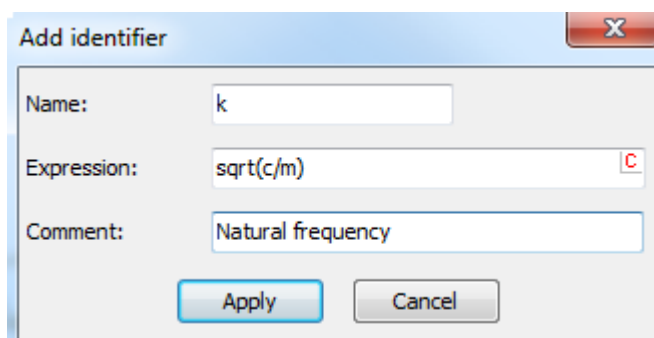 Add identifier
Name: k
Expression: sqrt(c/m) C
Comment: Natural frequency
Apply Cancel